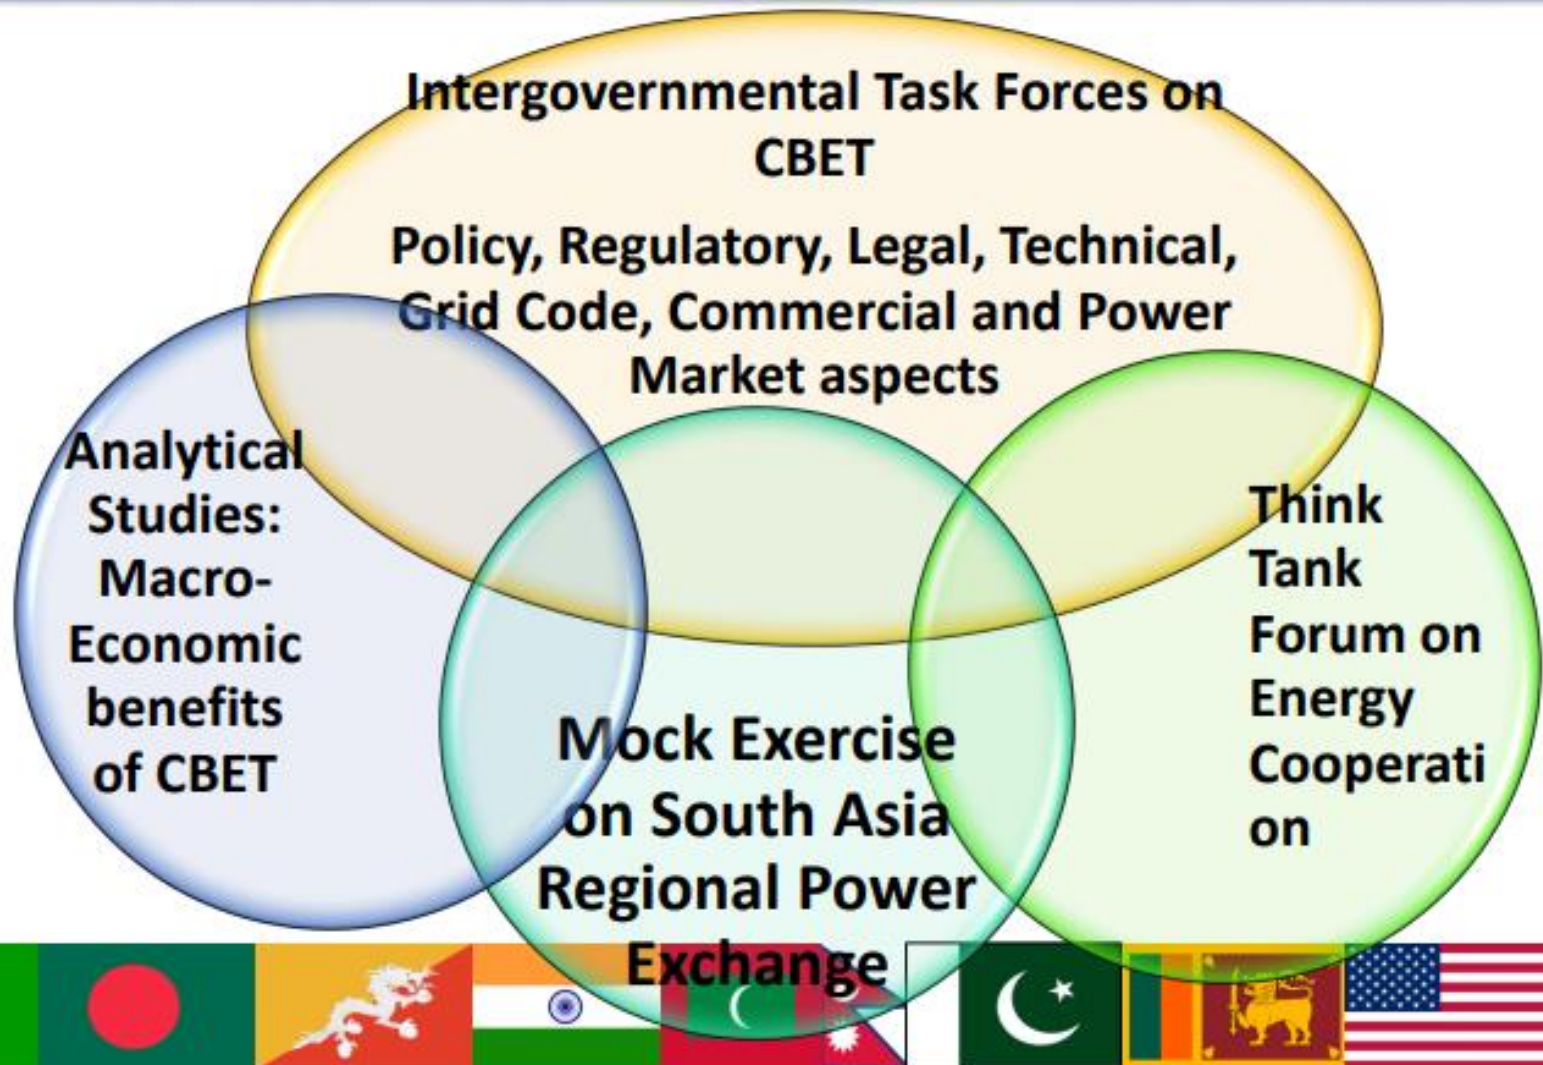 Intergovernmental Task Forces on
CBET
Policy, Regulatory, Legal, Technical,
Grid Code, Commercial and Power
Market aspects
Analytical
Studies:
Macro-
Economic
benefits
of CBET
Mock Exercise
on South Asia
Regional Power
Exchange
Think
Tank
Forum on
Energy
Cooperati
on